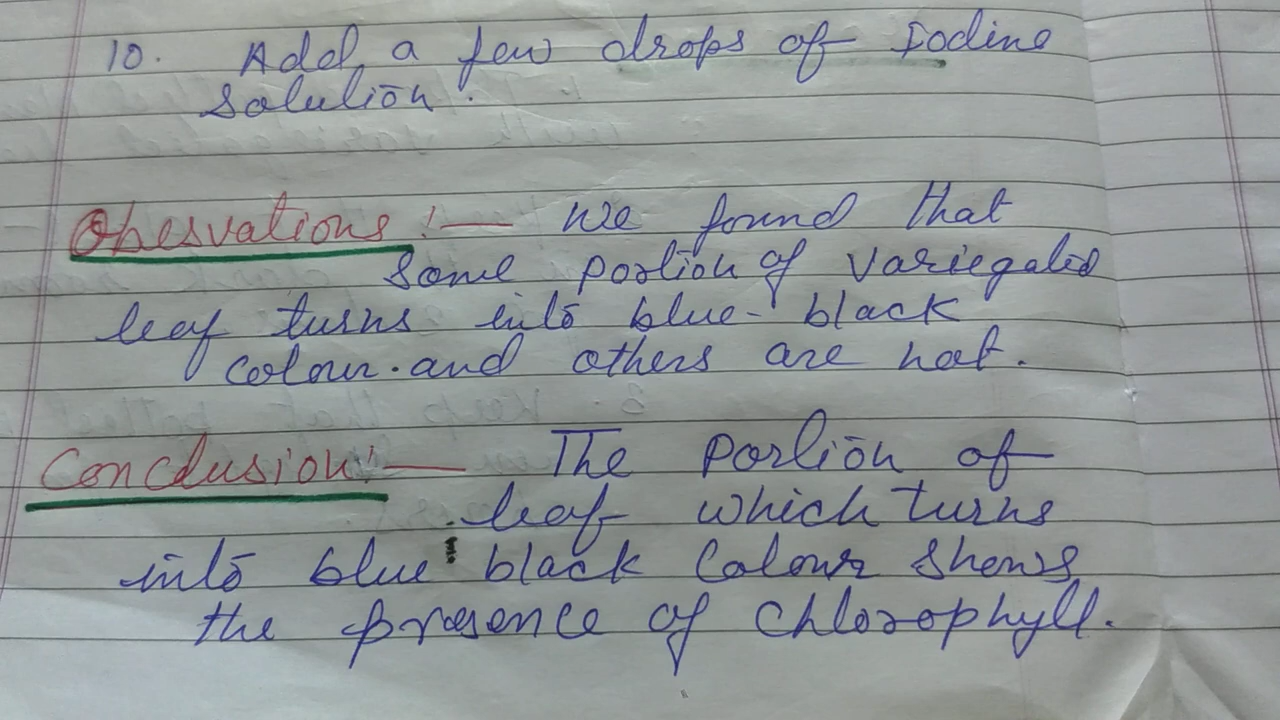 10. Add a few drops of Iodine
solution.
Obesvations :— We found that
some portion of variegated
leaf turns into blue- black
colour. and others are not.
Conclusion :— The portion of
leaf which turns
into blue black colour shows
the presence of chlorophyll.